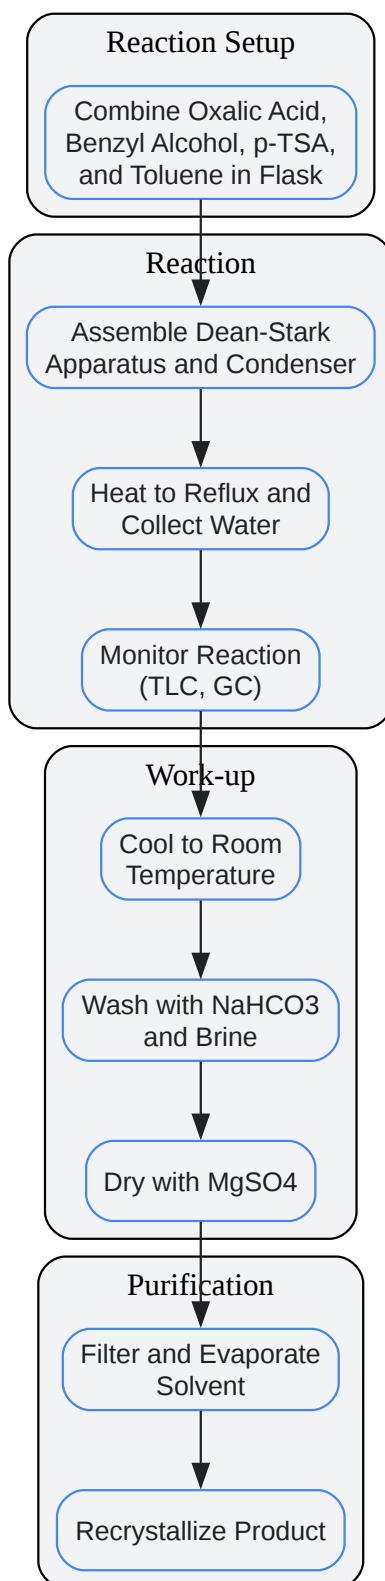 Reaction Setup
Combine Oxalic Acid,
Benzyl Alcohol, p-TSA,
and Toluene in Flask
Reaction
Assemble Dean-Stark
Apparatus and Condenser
Heat to Reflux and
Collect Water
Monitor Reaction
(TLC, GC)
Work-up
Cool to Room
Temperature
Wash with NaHCO3
and Brine
Dry with MgSO4
Purification
Filter and Evaporate
Solvent
Recrystallize Product